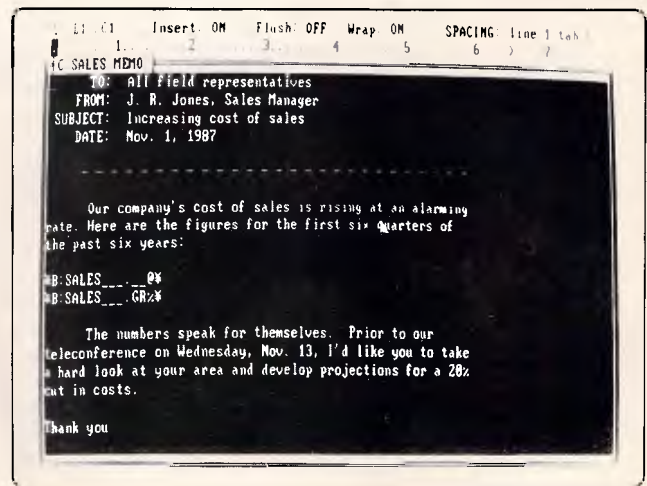 Insert ON Flush: OFF Wrap ON SPACING: line 1 tab
1 2 3 4 5 6 7
SALES MEMO
TO: All field representatives
FROM: J. R. Jones, Sales Manager
SUBJECT: Increasing cost of sales
DATE: Nov. 1, 1987
- - - - - - - - - - - - - - - - - - - - - - - - - - - - -
Our company's cost of sales is rising at an alarming
rate. Here are the figures for the first six quarters of
the past six years:
*B:SALES___.__@¥
*B:SALES___.GR%¥
The numbers speak for themselves. Prior to our
teleconference on Wednesday, Nov. 13, I'd like you to take
a hard look at your area and develop projections for a 20%
cut in costs.
Thank you